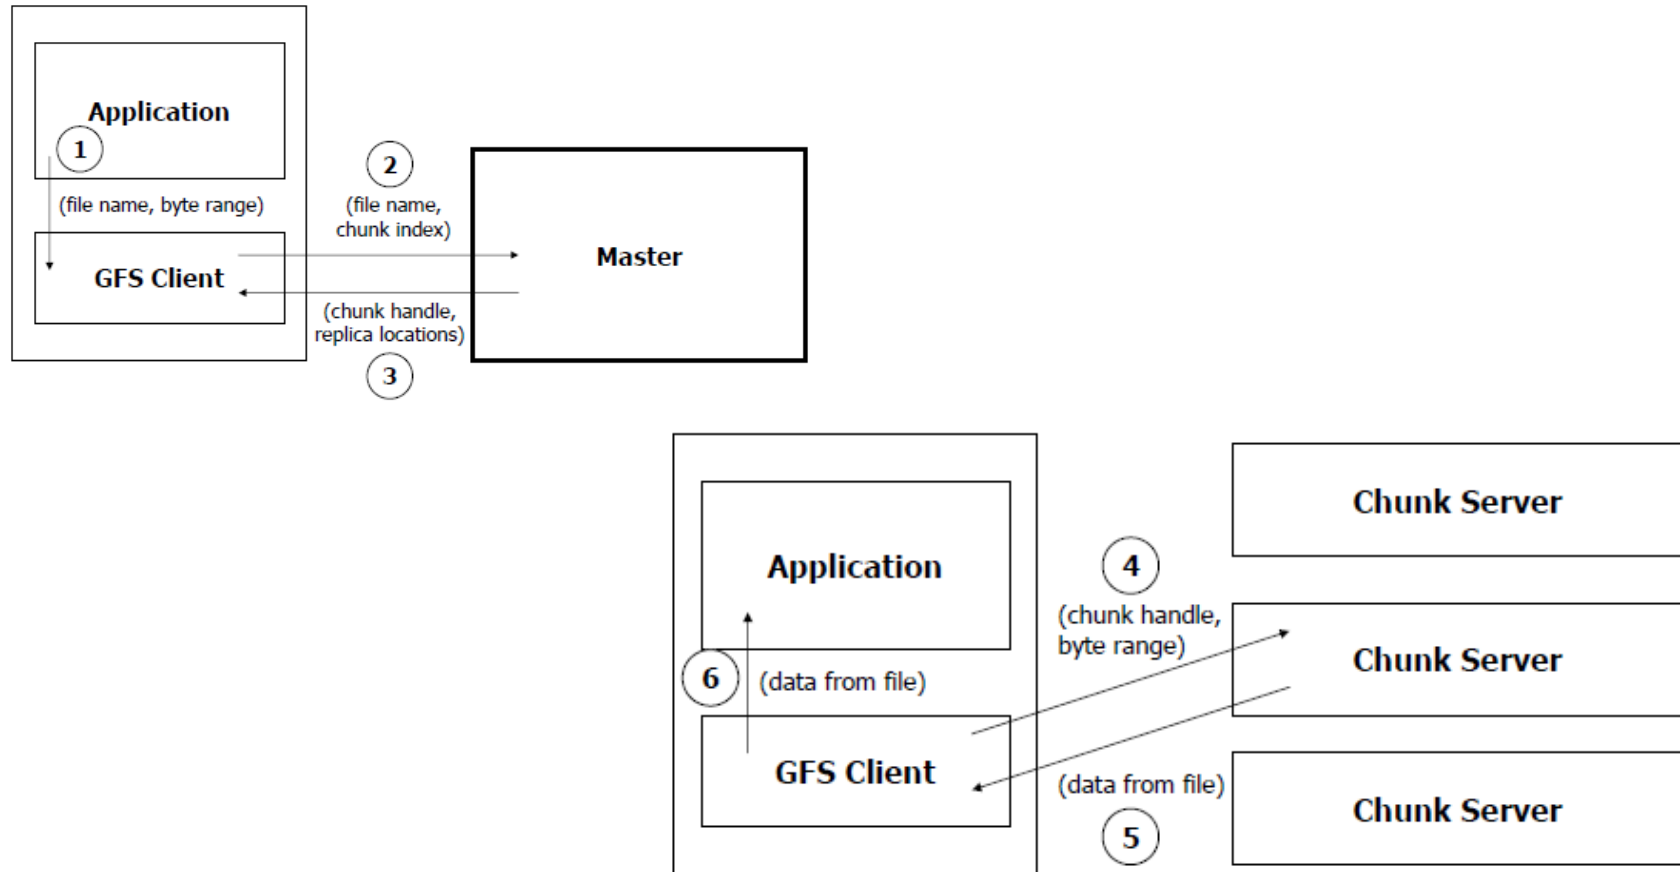 Application
1
(file name, byte range)
GFS Client
2
(file name,
chunk index)
(chunk handle,
replica locations)
3
Master
Application
6
(data from file)
GFS Client
4
(chunk handle,
byte range)
(data from file)
5
Chunk Server
Chunk Server
Chunk Server